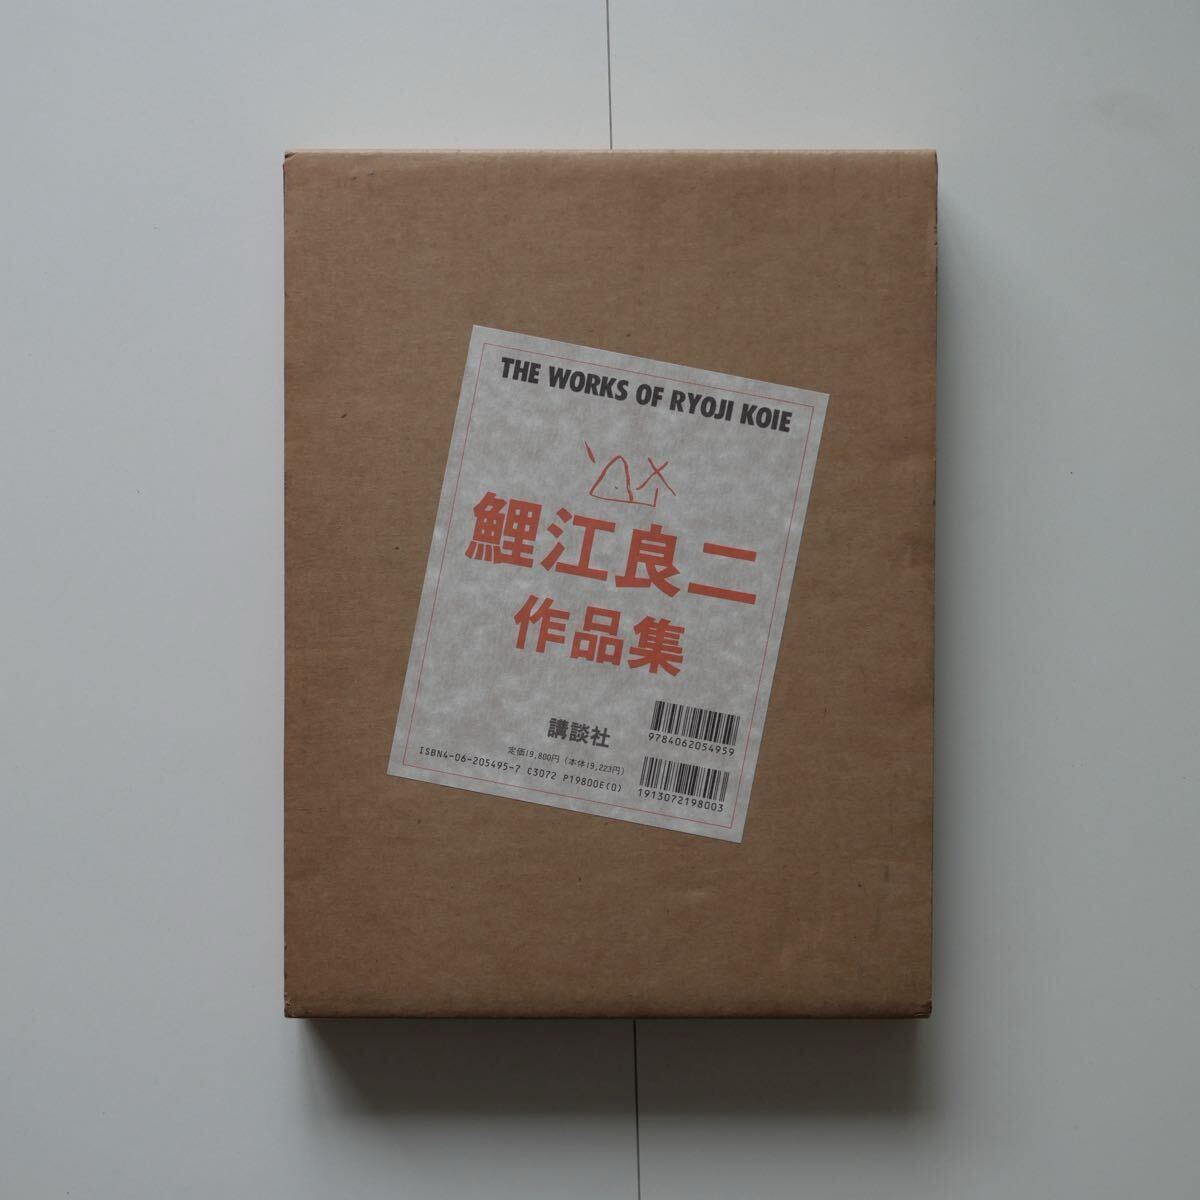 THE WORKS OF RYOJI KOIE
鯉江良二
作品集
講談社
定価19,800円（本体19,223円）
ISBN4-06-205495-7 C3072 P19800E(0)
9784062054959
1913072198003